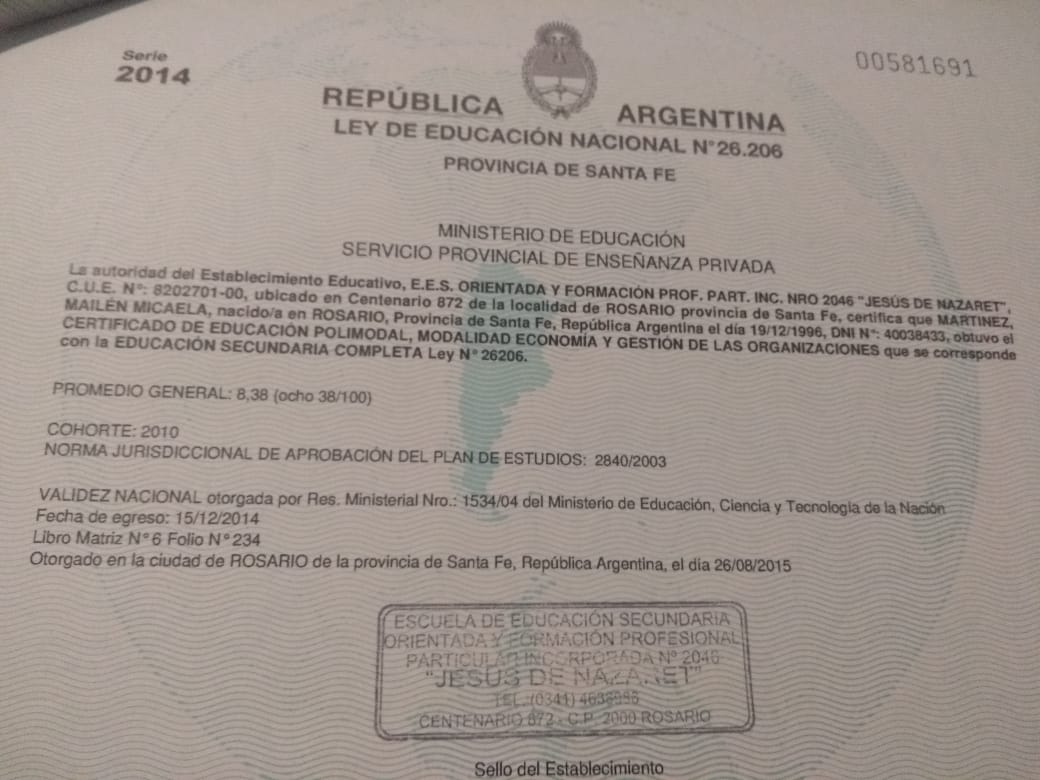 Serie
2014
00581691
REPÚBLICA ARGENTINA
LEY DE EDUCACIÓN NACIONAL N°26.206
PROVINCIA DE SANTA FE
MINISTERIO DE EDUCACIÓN
SERVICIO PROVINCIAL DE ENSEÑANZA PRIVADA
La autoridad del Establecimiento Educativo, E.E.S. ORIENTADA Y FORMACIÓN PROF. PART. INC. NRO 2046 "JESÚS DE NAZARET",
C.U.E. N°: 8202701-00, ubicado en Centenario 872 de la localidad de ROSARIO provincia de Santa Fe, certifica que MARTINEZ,
MAILÉN MICAELA, nacido/a en ROSARIO, Provincia de Santa Fe, República Argentina el día 19/12/1996, DNI N°: 40038433, obtuvo el
CERTIFICADO DE EDUCACIÓN POLIMODAL, MODALIDAD ECONOMÍA Y GESTIÓN DE LAS ORGANIZACIONES que se corresponde
con la EDUCACIÓN SECUNDARIA COMPLETA Ley N° 26206.
PROMEDIO GENERAL: 8,38 (ocho 38/100)
COHORTE: 2010
NORMA JURISDICCIONAL DE APROBACIÓN DEL PLAN DE ESTUDIOS: 2840/2003
VALIDEZ NACIONAL otorgada por Res. Ministerial Nro.: 1534/04 del Ministerio de Educación, Ciencia y Tecnología de la Nación
Fecha de egreso: 15/12/2014
Libro Matriz N°6 Folio N°234
Otorgado en la ciudad de ROSARIO de la provincia de Santa Fe, República Argentina, el día 26/08/2015
ESCUELA DE EDUCACIÓN SECUNDARIA
ORIENTADA Y FORMACIÓN PROFESIONAL
PARTICULAR INCORPORADA Nº 2046
"JESÚS DE NAZARET"
TEL.:(0341)
CENTENARIO 872 - C.P. 2000 ROSARIO
Sello del Establecimiento